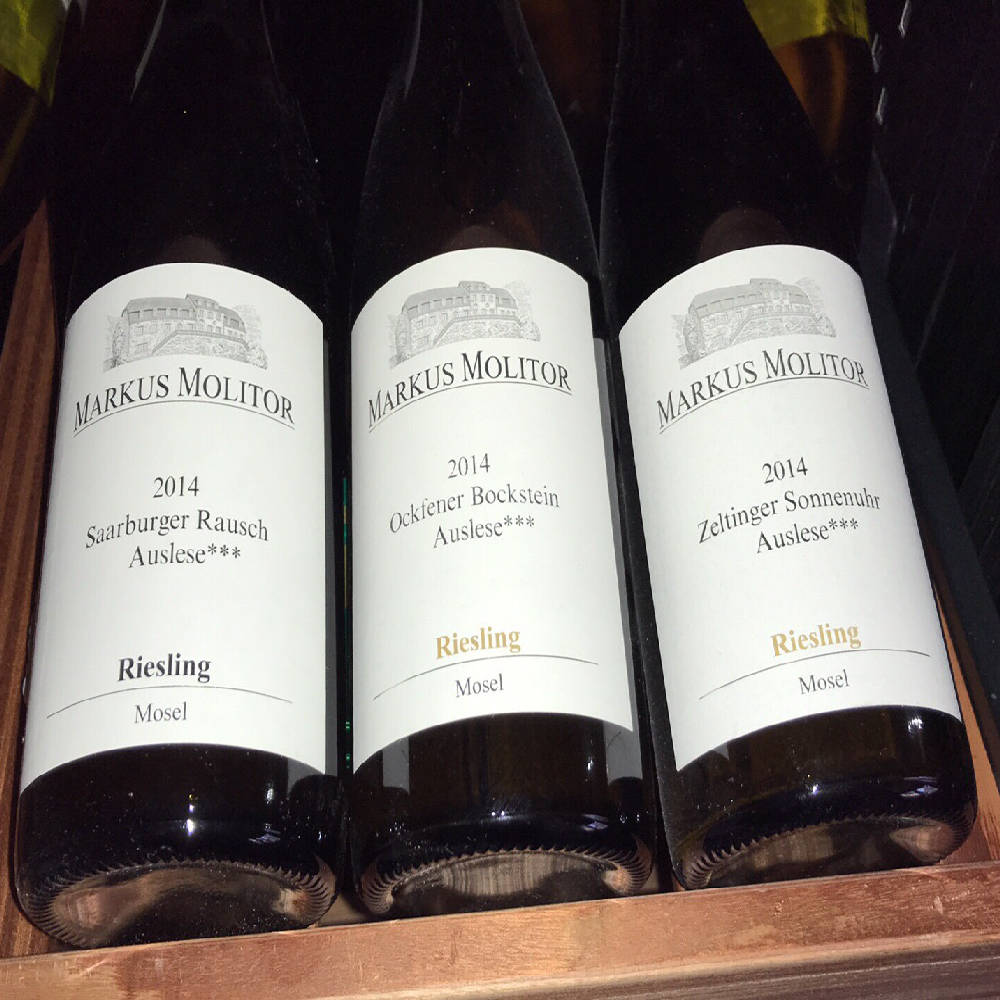 MARKUS MOLITOR
2014
Saarburger Rausch
Auslese***
Riesling
Mosel
MARKUS MOLITOR
2014
Ockfener Bockstein
Auslese***
Riesling
Mosel
MARKUS MOLITOR
2014
Zeltinger Sonnenuhr
Auslese***
Riesling
Mosel